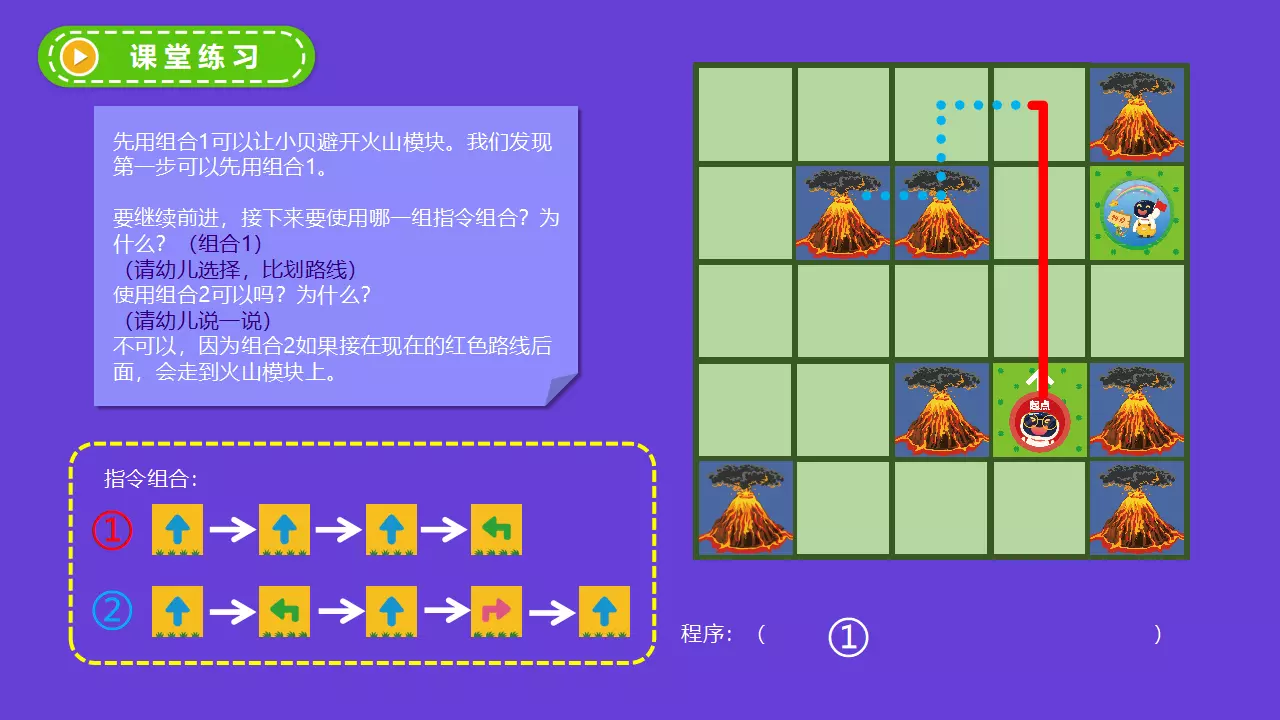 课堂练习
先用组合1可以让小贝避开火山模块。我们发现
第一步可以先用组合1。
要继续前进，接下来要使用哪一组指令组合？为
什么？（组合1）
（请幼儿选择，比划路线）
使用组合2可以吗？为什么？
（请幼儿说一说）
不可以，因为组合2如果接在现在的红色路线后
面，会走到火山模块上。
起点
指令组合：
①
②
程序：（ ① ）